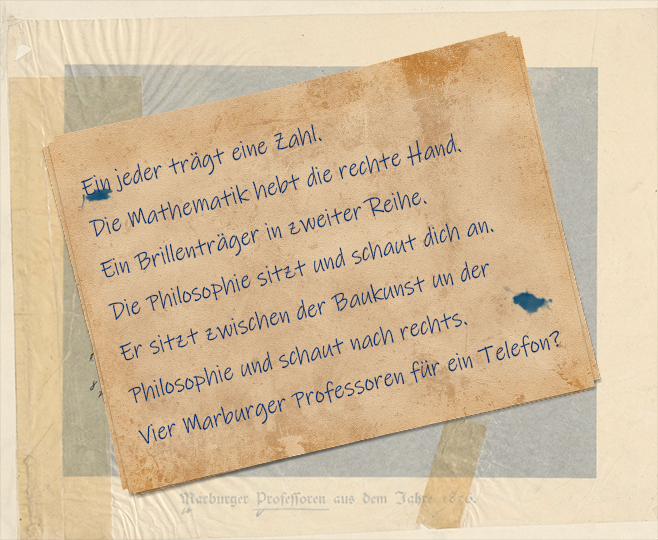 Ein jeder trägt eine Zahl.
Die Mathematik hebt die rechte Hand.
Ein Brillenträger in zweiter Reihe.
Die Philosophie sitzt und schaut dich an.
Er sitzt zwischen der Baukunst un der
Philosophie und schaut nach rechts.
Vier Marburger Professoren für ein Telefon?
Marburger Professoren aus dem Jahre